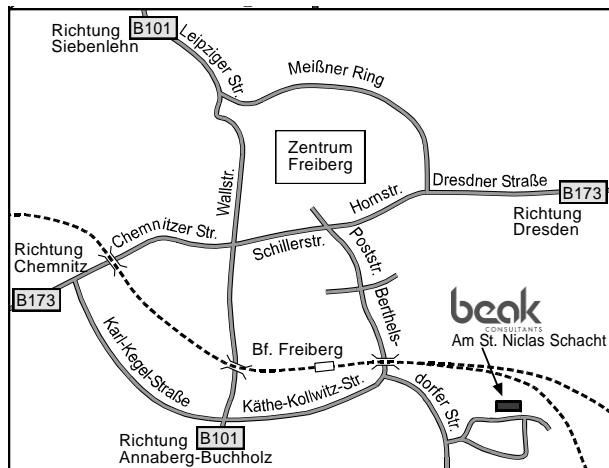 Richtung
Siebenlehn
B101
Leipziger Str.
Meißner Ring
Zentrum
Freiberg
Wallstr.
Hornstr.
Dresdner Straße
B173
Richtung
Dresden
Chemnitzer Str.
Schillerstr.
Poststr.
Richtung
Chemnitz
B173
Karl-Kegel-Straße
Bf. Freiberg
Berthels-
dorfer Str.
beak
CONSULTANTS
Am St. Niclas Schacht
Käthe-Kollwitz-Str.
Richtung
Annaberg-Buchholz
B101